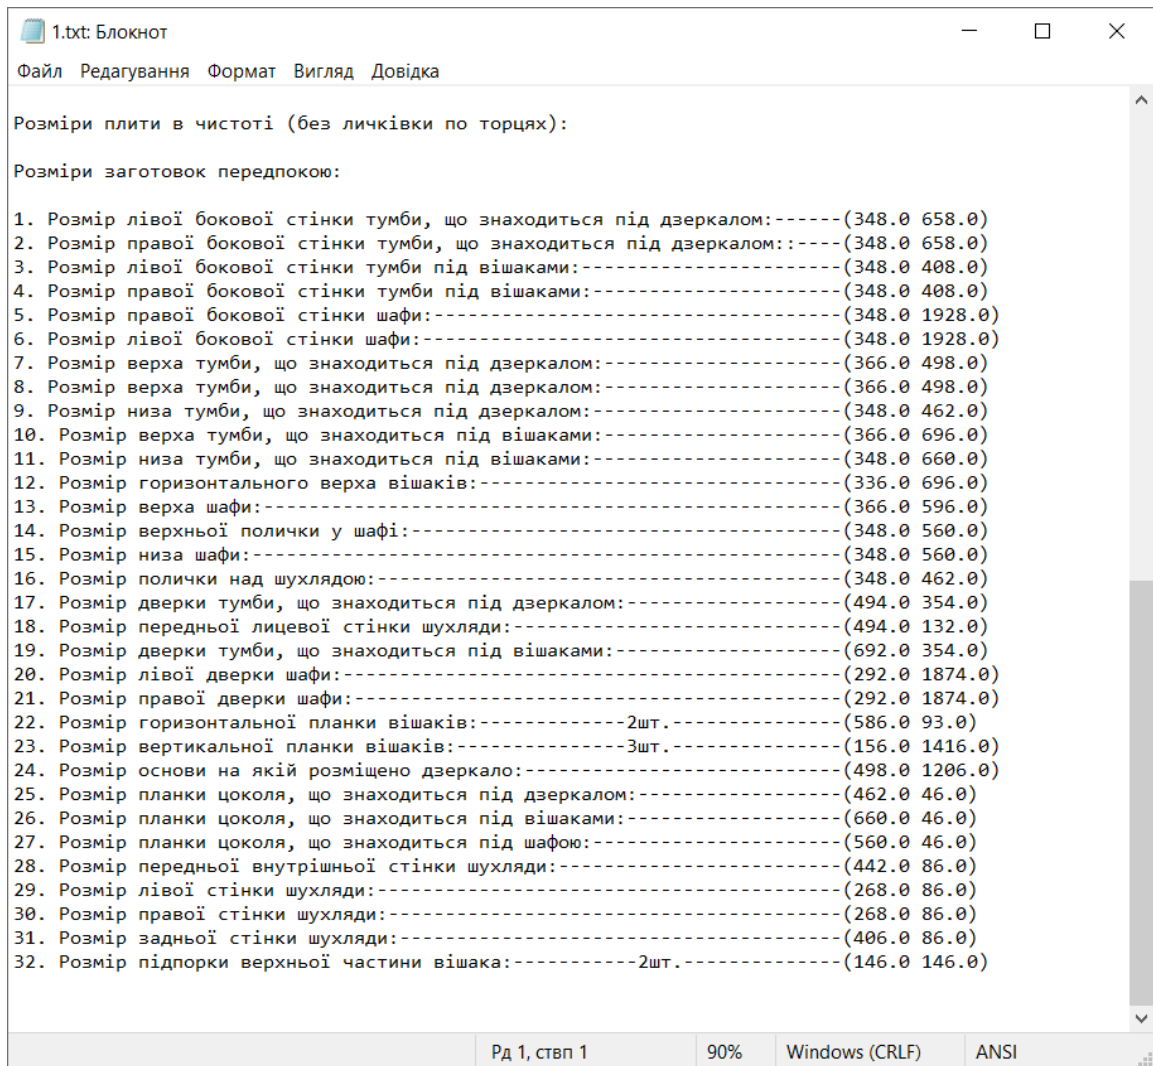 1.txt: Блокнот
Файл Редагування Формат Вигляд Довідка
Розміри плити в чистоті (без личківки по торцях):
Розміри заготовок передпокою:
1. Розмір лівої бокової стінки тумби, що знаходиться під дзеркалом:------(348.0 658.0)
2. Розмір правої бокової стінки тумби, що знаходиться під дзеркалом::----(348.0 658.0)
3. Розмір лівої бокової стінки тумби під вішаками:-----------------------(348.0 408.0)
4. Розмір правої бокової стінки тумби під вішаками:----------------------(348.0 408.0)
5. Розмір правої бокової стінки шафи:------------------------------------(348.0 1928.0)
6. Розмір лівої бокової стінки шафи:-------------------------------------(348.0 1928.0)
7. Розмір верха тумби, що знаходиться під дзеркалом:---------------------(366.0 498.0)
8. Розмір верха тумби, що знаходиться під дзеркалом:---------------------(366.0 498.0)
9. Розмір низа тумби, що знаходиться під дзеркалом:----------------------(348.0 462.0)
10. Розмір верха тумби, що знаходиться під вішаками:---------------------(366.0 696.0)
11. Розмір низа тумби, що знаходиться під вішаками:----------------------(348.0 660.0)
12. Розмір горизонтального верха вішаків:--------------------------------(336.0 696.0)
13. Розмір верха шафи:---------------------------------------------------(366.0 596.0)
14. Розмір верхньої полички у шафі:--------------------------------------(348.0 560.0)
15. Розмір низа шафи:----------------------------------------------------(348.0 560.0)
16. Розмір полички над шухлядою:-----------------------------------------(348.0 462.0)
17. Розмір дверки тумби, що знаходиться під дзеркалом:-------------------(494.0 354.0)
18. Розмір передньої лицевої стінки шухляди:-----------------------------(494.0 132.0)
19. Розмір дверки тумби, що знаходиться під вішаками:--------------------(692.0 354.0)
20. Розмір лівої дверки шафи:--------------------------------------------(292.0 1874.0)
21. Розмір правої дверки шафи:-------------------------------------------(292.0 1874.0)
22. Розмір горизонтальної планки вішаків:-------------2шт.---------------(586.0 93.0)
23. Розмір вертикальної планки вішаків:---------------3шт.---------------(156.0 1416.0)
24. Розмір основи на якій розміщено дзеркало:----------------------------(498.0 1206.0)
25. Розмір планки цоколя, що знаходиться під дзеркалом:------------------(462.0 46.0)
26. Розмір планки цоколя, що знаходиться під вішаками:-------------------(660.0 46.0)
27. Розмір планки цоколя, що знаходиться під шафою:----------------------(560.0 46.0)
28. Розмір передньої внутрішньої стінки шухляди:-------------------------(442.0 86.0)
29. Розмір лівої стінки шухляди:-----------------------------------------(268.0 86.0)
30. Розмір правої стінки шухляди:----------------------------------------(268.0 86.0)
31. Розмір задньої стінки шухляди:---------------------------------------(406.0 86.0)
32. Розмір підпорки верхньої частини вішака:-----------2шт.--------------(146.0 146.0)
Рд 1, ствп 1 90% Windows (CRLF) ANSI